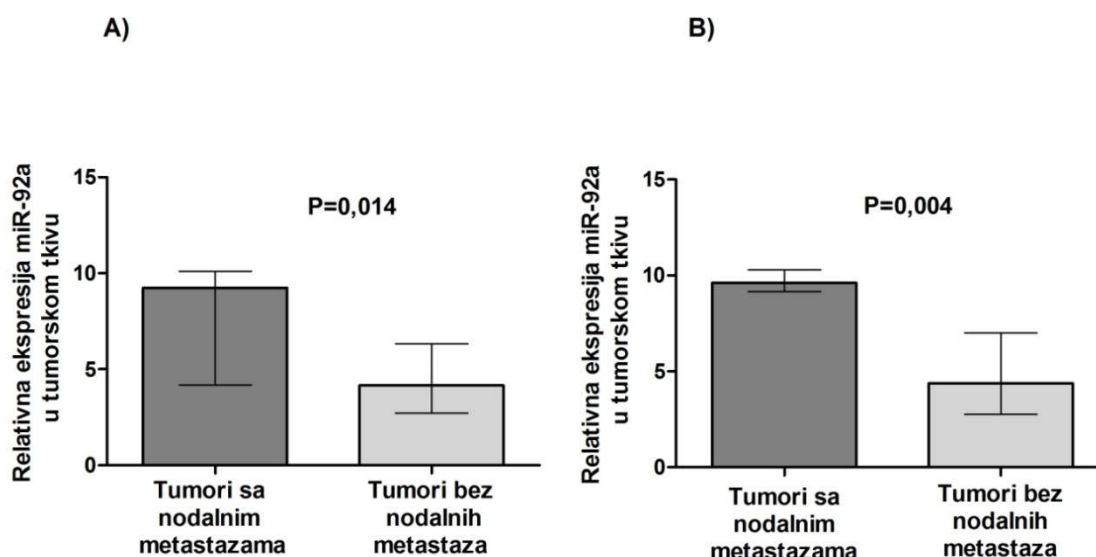 A)
Relativna ekspresija miR-92a
u tumorskom tkivu
15
10
5
0
P=0,014
Tumori sa
nodalnim
metastazama
Tumori bez
nodalnih
metastaza
B)
Relativna ekspresija miR-92a
u tumorskom tkivu
15
10
5
0
P=0,004
Tumori sa
nodalnim
metastazama
Tumori bez
nodalnih
metastaza